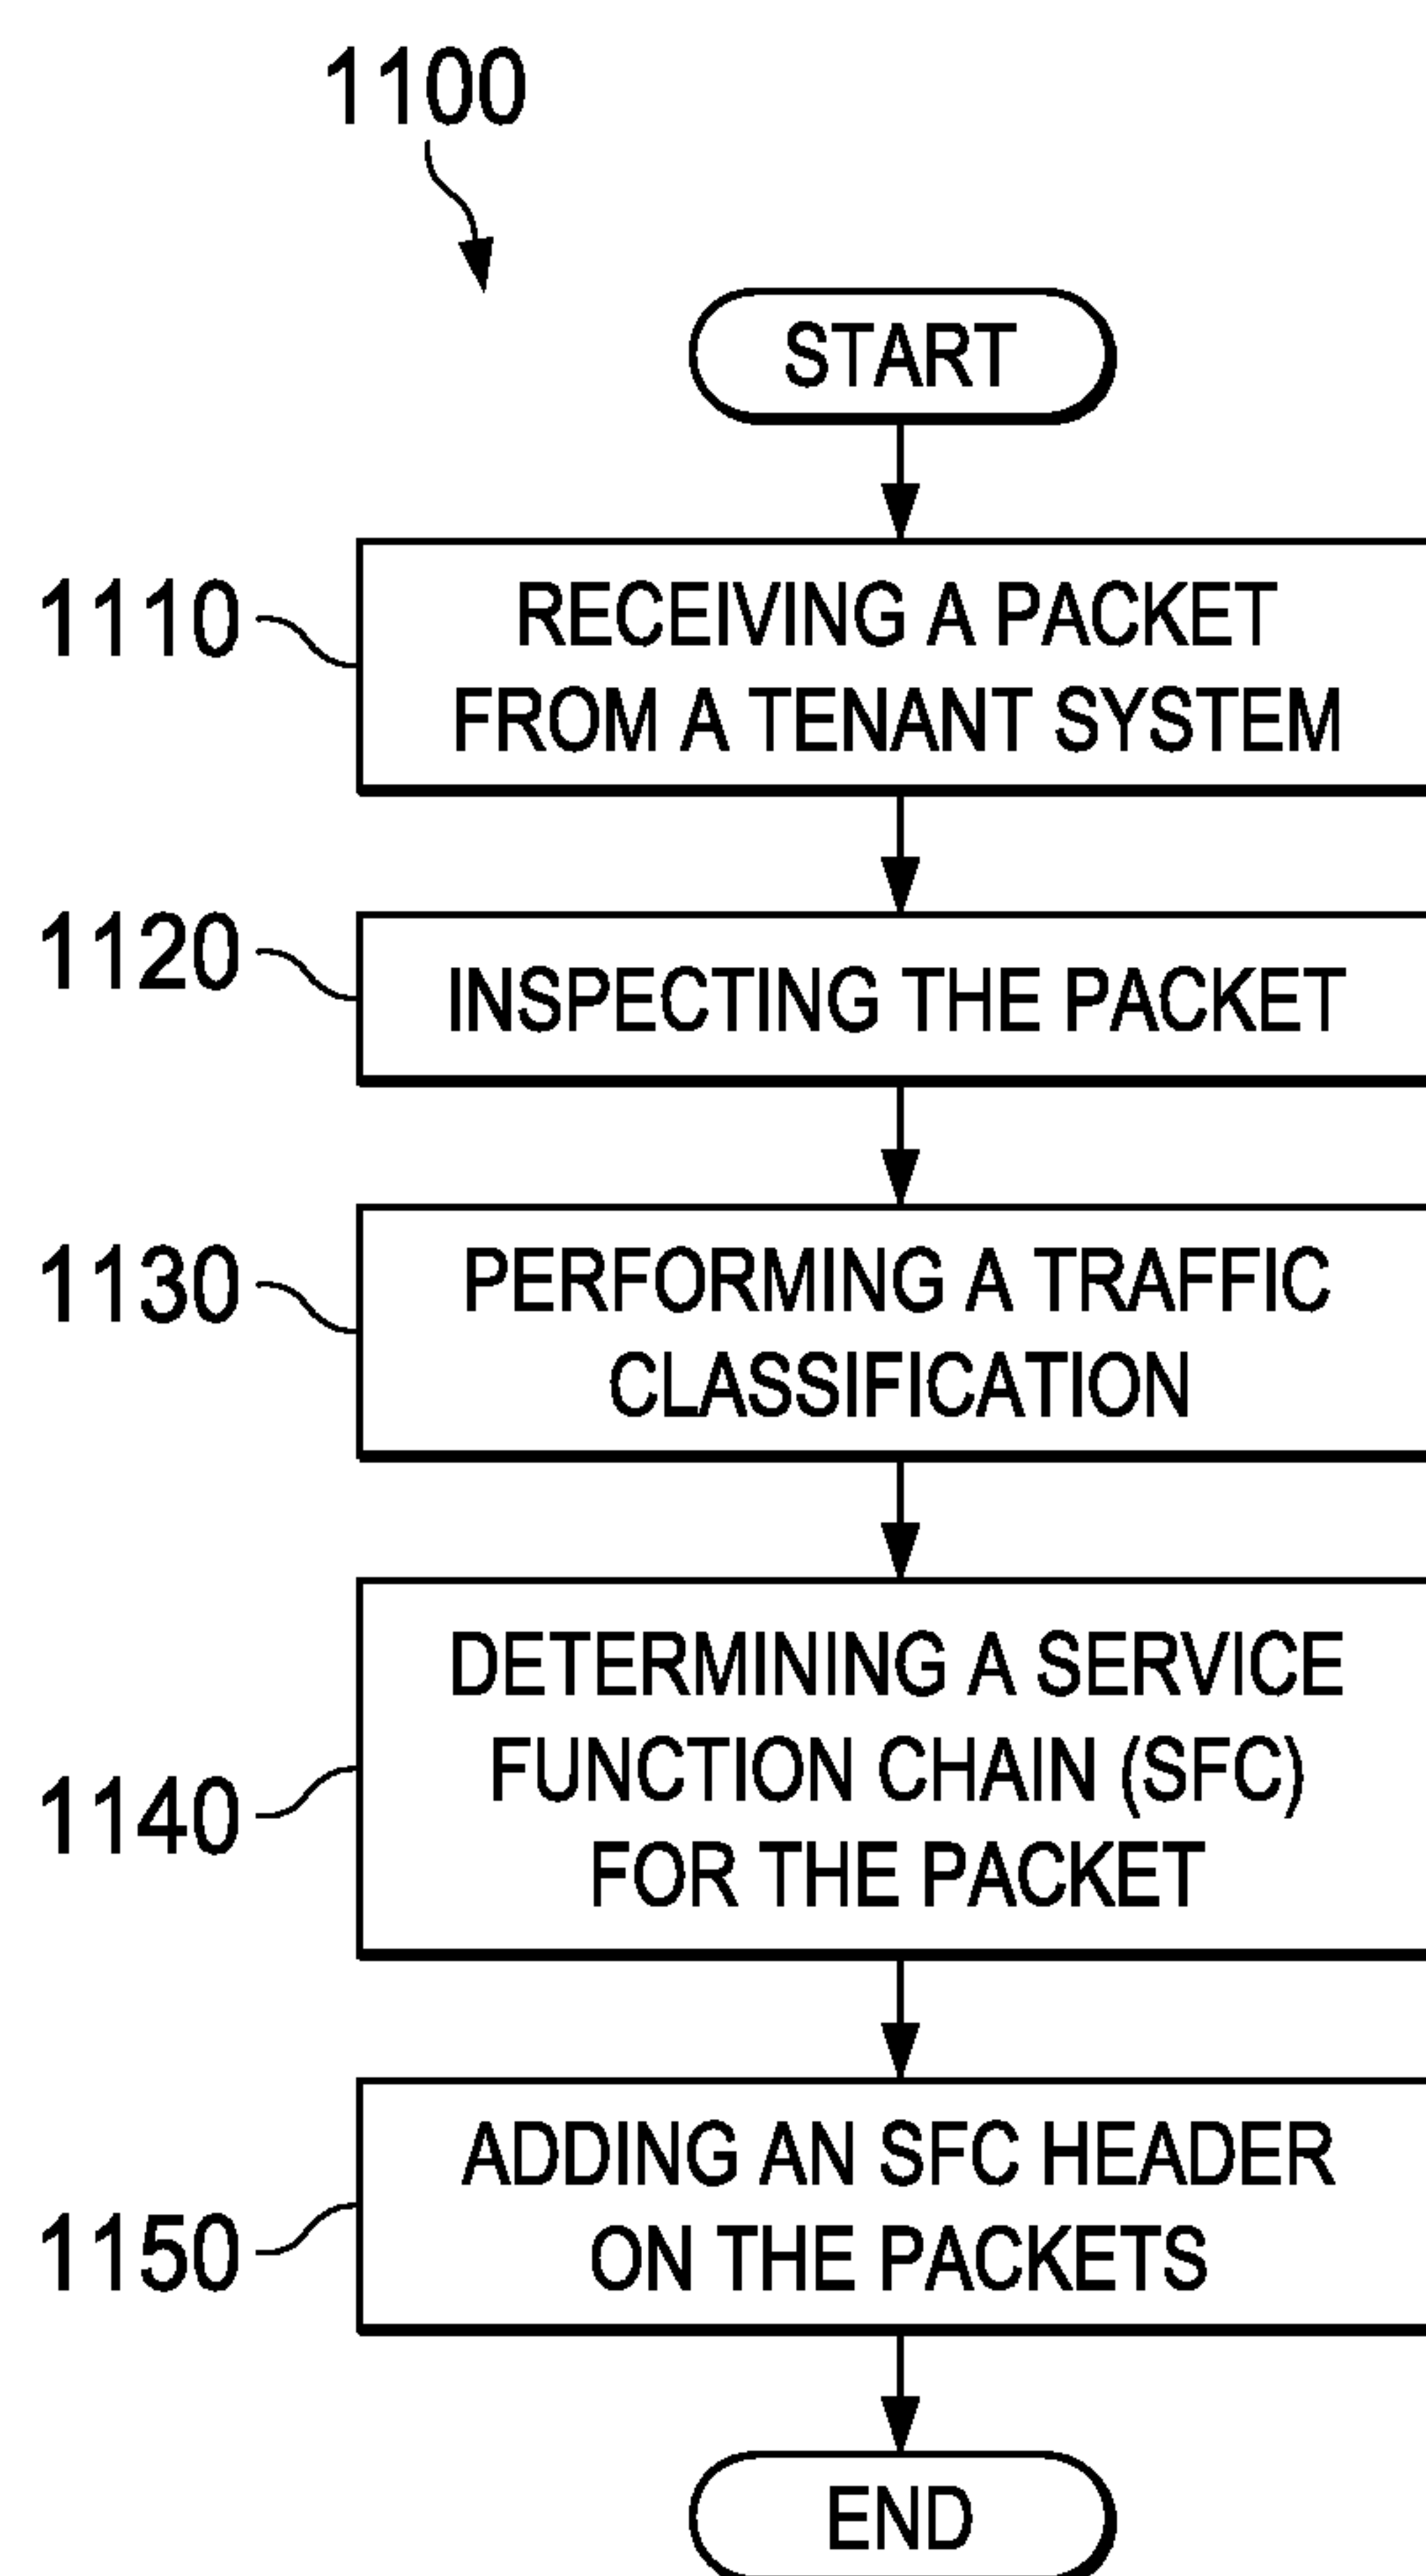 1100
START
1110
RECEIVING A PACKET
FROM A TENANT SYSTEM
1120
INSPECTING THE PACKET
1130
PERFORMING A TRAFFIC
CLASSIFICATION
1140
DETERMINING A SERVICE
FUNCTION CHAIN (SFC)
FOR THE PACKET
1150
ADDING AN SFC HEADER
ON THE PACKETS
END